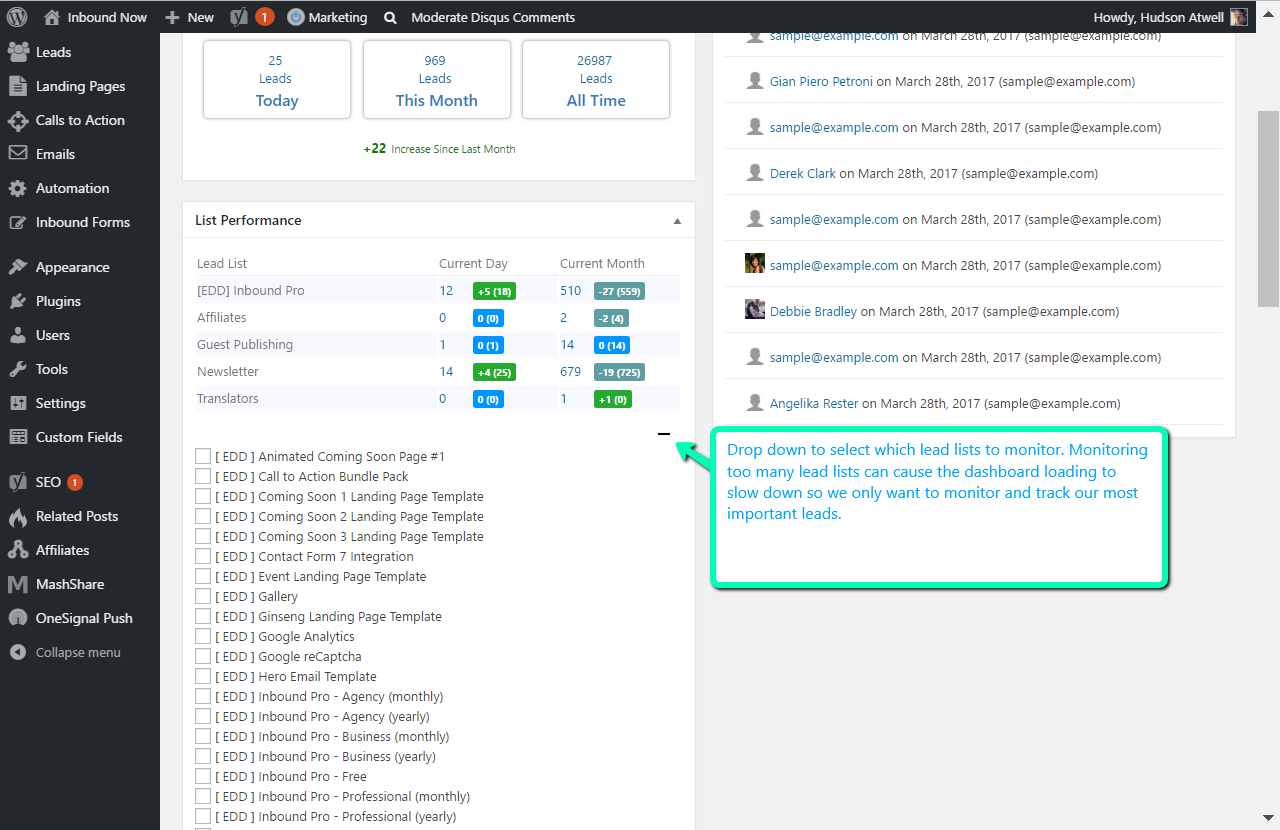 Inbound Now
New
1
Marketing
Moderate Disqus Comments
Howdy, Hudson Atwell
Leads
Landing Pages
Calls to Action
Emails
Automation
Inbound Forms
Appearance
Plugins
Users
Tools
Settings
Custom Fields
SEO 1
Related Posts
Affiliates
MashShare
OneSignal Push
Collapse menu
25
Leads
Today
969
Leads
This Month
26987
Leads
All Time
+22 Increase Since Last Month
List Performance
Lead List Current Day Current Month
[EDD] Inbound Pro 12 +5 (18) 510 -27 (559)
Affiliates 0 0 (0) 2 -2 (4)
Guest Publishing 1 0 (1) 14 0 (14)
Newsletter 14 +4 (25) 679 -19 (725)
Translators 0 0 (0) 1 +1 (0)
[ EDD ] Animated Coming Soon Page #1
[ EDD ] Call to Action Bundle Pack
[ EDD ] Coming Soon 1 Landing Page Template
[ EDD ] Coming Soon 2 Landing Page Template
[ EDD ] Coming Soon 3 Landing Page Template
[ EDD ] Contact Form 7 Integration
[ EDD ] Event Landing Page Template
[ EDD ] Gallery
[ EDD ] Ginseng Landing Page Template
[ EDD ] Google Analytics
[ EDD ] Google reCaptcha
[ EDD ] Hero Email Template
[ EDD ] Inbound Pro - Agency (monthly)
[ EDD ] Inbound Pro - Agency (yearly)
[ EDD ] Inbound Pro - Business (monthly)
[ EDD ] Inbound Pro - Business (yearly)
[ EDD ] Inbound Pro - Free
[ EDD ] Inbound Pro - Professional (monthly)
[ EDD ] Inbound Pro - Professional (yearly)
sample@example.com on March 28th, 2017 (sample@example.com)
Gian Piero Petroni on March 28th, 2017 (sample@example.com)
sample@example.com on March 28th, 2017 (sample@example.com)
Derek Clark on March 28th, 2017 (sample@example.com)
sample@example.com on March 28th, 2017 (sample@example.com)
sample@example.com on March 28th, 2017 (sample@example.com)
Debbie Bradley on March 28th, 2017 (sample@example.com)
sample@example.com on March 28th, 2017 (sample@example.com)
Angelika Rester on March 28th, 2017 (sample@example.com)
Drop down to select which lead lists to monitor. Monitoring
too many lead lists can cause the dashboard loading to
slow down so we only want to monitor and track our most
important leads.